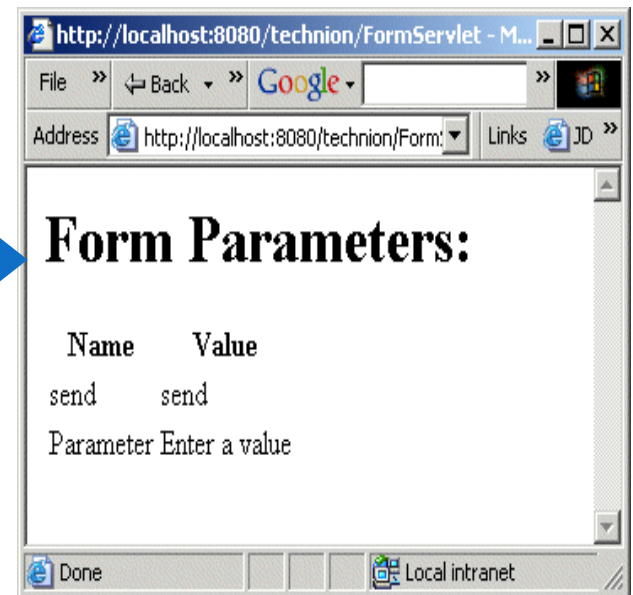 http://localhost:8080/technion/FormServlet - M...
File » Back » Google »
Address http://localhost:8080/technion/Form: Links JD »
Form Parameters:
Name Value
send send
Parameter Enter a value
Done Local intranet